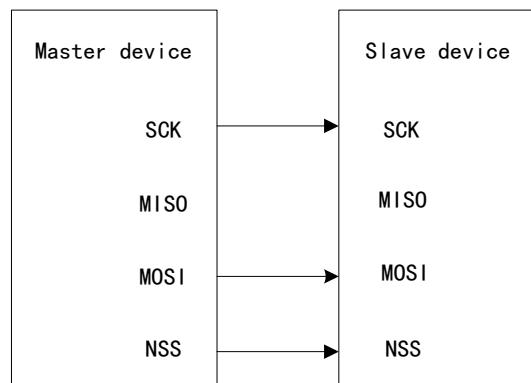 Master device
SCK
MISO
MOSI
NSS
Slave device
SCK
MISO
MOSI
NSS